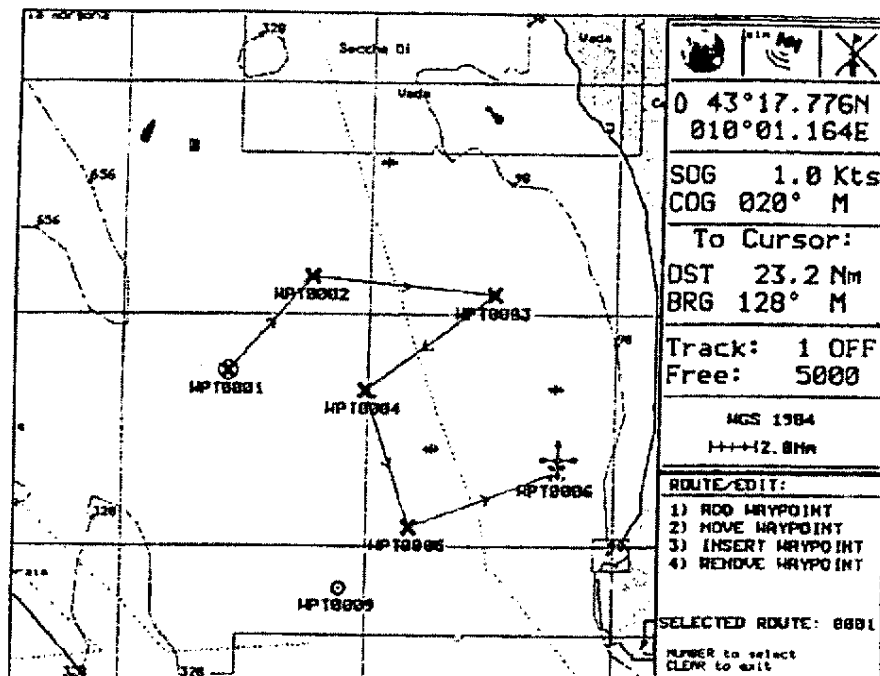 320
Secche Di
Vada
Vada
656
656
90
WPT0002
WPT0003
WPT0001
WPT0004
WPT0006
WPT0005
WPT0009
320
320
D 43°17.776N
010°01.164E
SOG 1.0 Kts
COG 020° M
To Cursor:
DST 23.2 Nm
BRG 128° M
Track: 1 OFF
Free: 5000
WGS 1984
2.0Nm
ROUTE/EDIT:
1) ADD WAYPOINT
2) MOVE WAYPOINT
3) INSERT WAYPOINT
4) REMOVE WAYPOINT
SELECTED ROUTE: 0001
NUMBER to select
CLEAR to exit